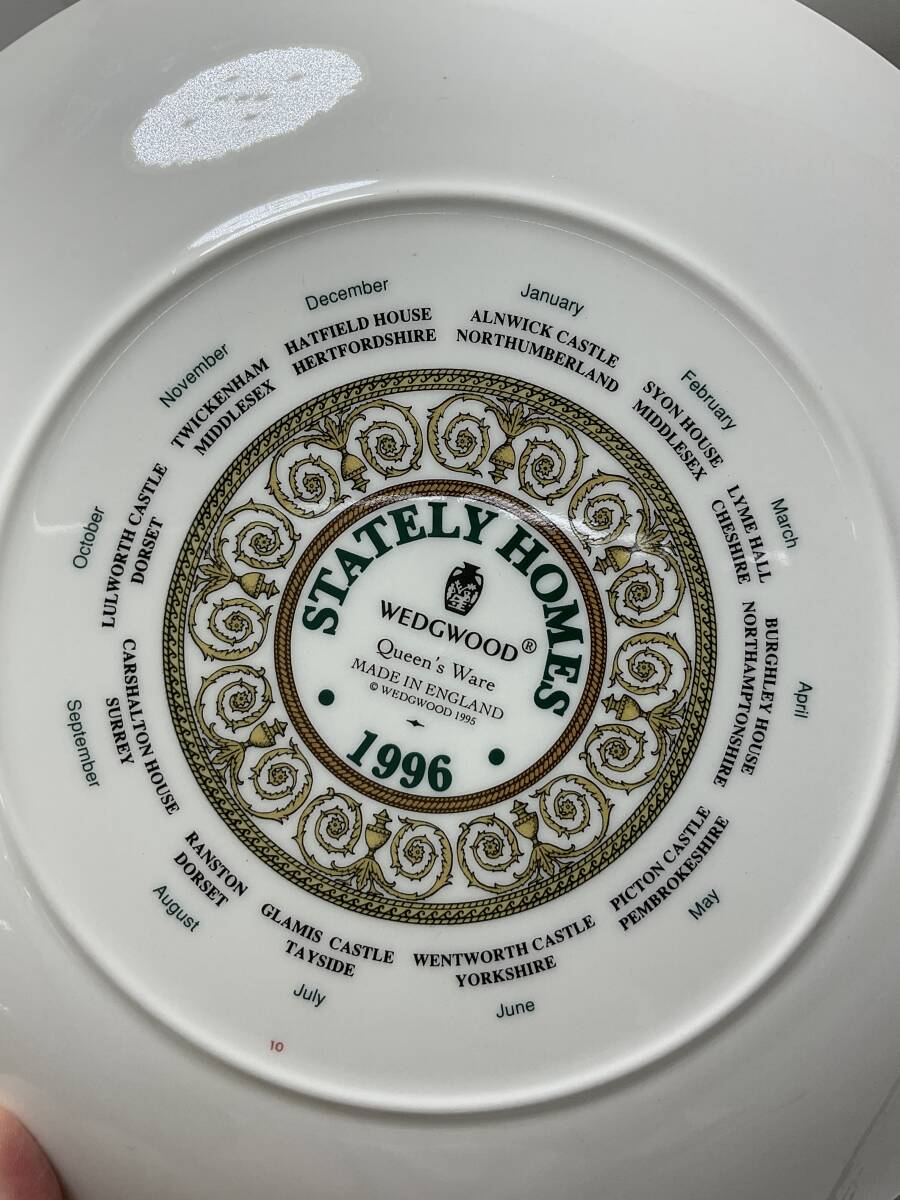 STATELY HOMES
WEDGWOOD®
Queen's Ware
MADE IN ENGLAND
© WEDGWOOD 1995
• 1996 •
January
ALNWICK CASTLE
NORTHUMBERLAND
February
SYON HOUSE
MIDDLESEX
March
LYME HALL
CHESHIRE
April
BURGHLEY HOUSE
NORTHAMPTONSHIRE
May
PICTON CASTLE
PEMBROKESHIRE
June
WENTWORTH CASTLE
YORKSHIRE
July
GLAMIS CASTLE
TAYSIDE
August
RANSTON
DORSET
September
CARSHALTON HOUSE
SURREY
October
LULWORTH CASTLE
DORSET
November
TWICKENHAM
MIDDLESEX
December
HATFIELD HOUSE
HERTFORDSHIRE
10